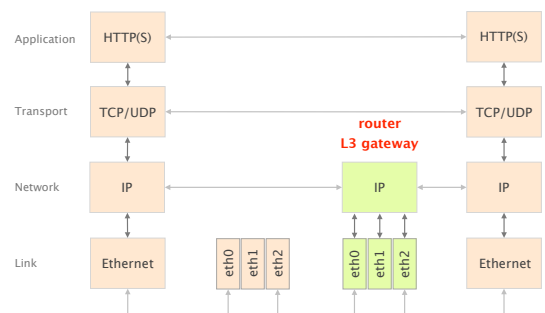 Application
HTTP(S)
HTTP(S)
Transport
TCP/UDP
TCP/UDP
router
L3 gateway
Network
IP
IP
IP
Link
Ethernet
eth0
eth1
eth2
eth0
eth1
eth2
Ethernet